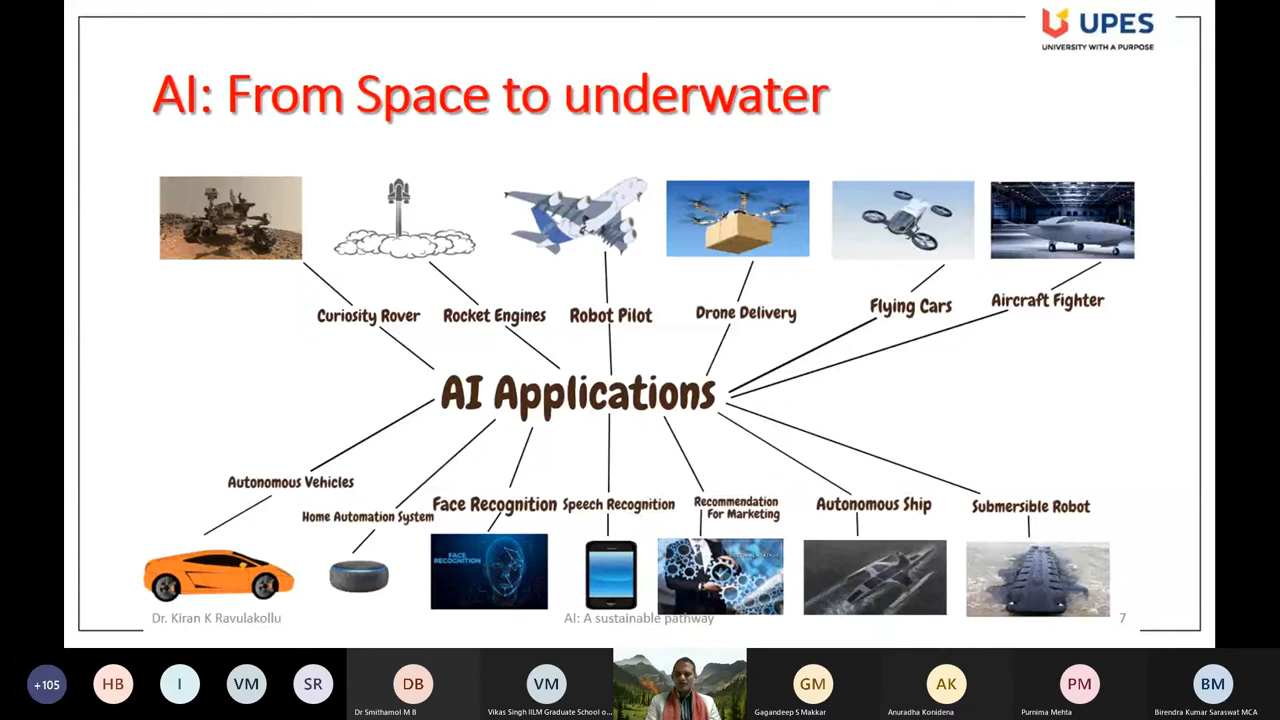 UPES
UNIVERSITY WITH A PURPOSE
AI: From Space to underwater
Curiosity Rover
Rocket Engines
Robot Pilot
Drone Delivery
Flying Cars
Aircraft Fighter
AI Applications
Autonomous Vehicles
Home Automation System
Face Recognition
Speech Recognition
Recommendation
For Marketing
Autonomous Ship
Submersible Robot
FACE
RECOGNITION
Dr. Kiran K Ravulakollu
AI: A sustainable pathway
7
+105
HB
I
VM
SR
DB
Dr Smithamol M B
VM
Vikas Singh IILM Graduate School o...
GM
Gagandeep S Makkar
AK
Anuradha Konidena
PM
Purnima Mehta
BM
Birendra Kumar Saraswat MCA